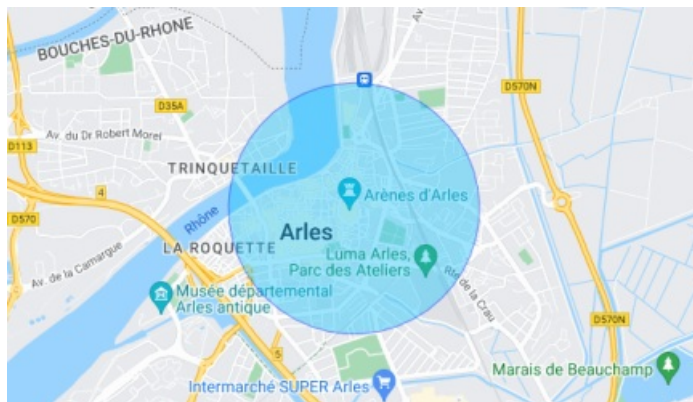 BOUCHES-DU-RHONE
Av.
D570N
D35A
Av. du Dr Robert Morel
D113
TRINQUETAILLE
4
Arènes d'Arles
D570
Rhône
Arles
LA ROQUETTE
Luma Arles,
Parc des Ateliers
Av. de la Camargue
Rte de la Crau
Musée départemental
Arles antique
D570N
5
Marais de Beauchamp
Intermarché SUPER Arles